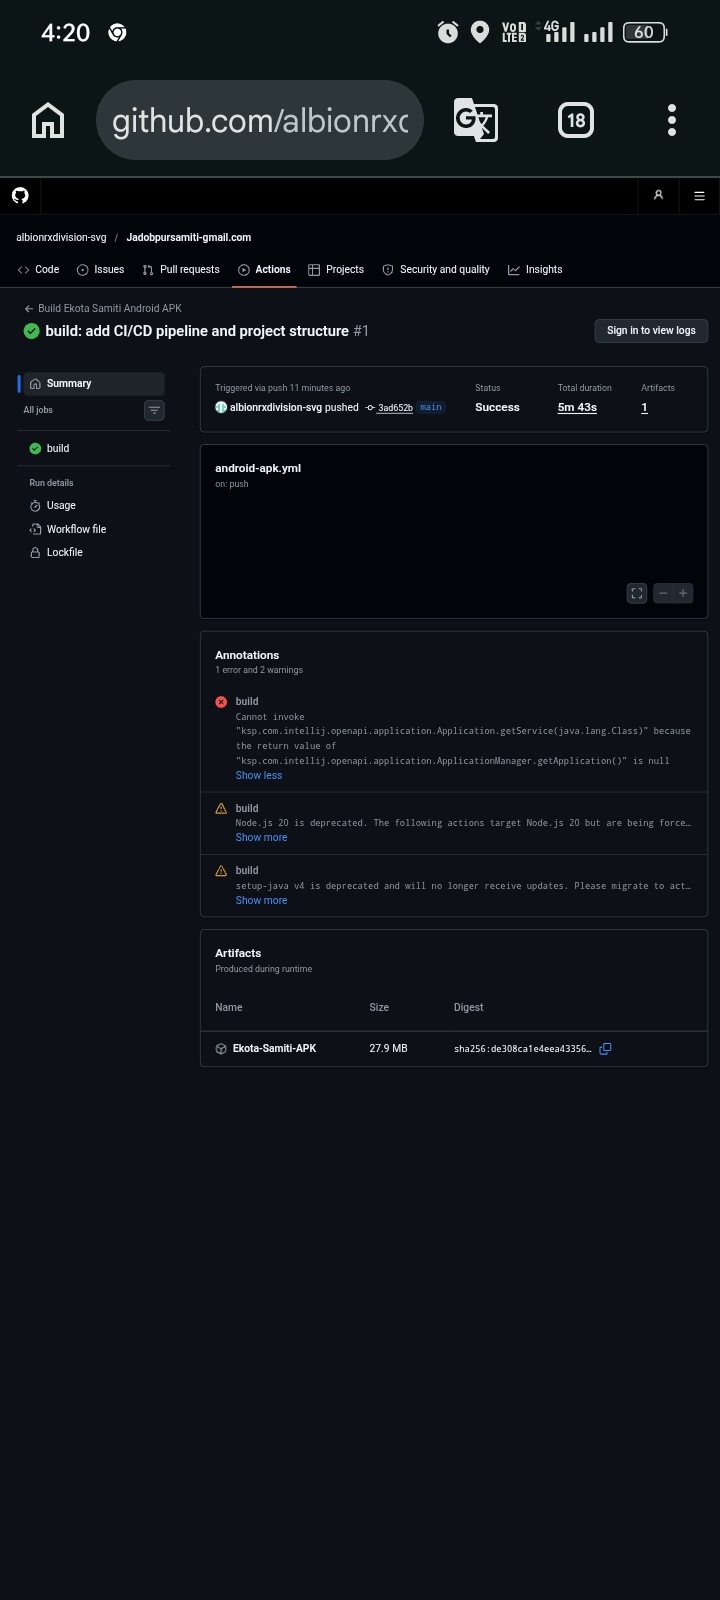 4:20
Vo LTE2 4G 60
github.com/albionrxd
18
albionrxdivision-svg / Jadobpursamiti-gmail.com
Code Issues Pull requests Actions Projects Security and quality Insights
← Build Ekota Samiti Android APK
build: add CI/CD pipeline and project structure #1
Sign in to view logs
Summary
All jobs
build
Run details
Usage
Workflow file
Lockfile
Triggered via push 11 minutes ago
albionrxdivision-svg pushed 3ad652b main
Status
Success
Total duration
5m 43s
Artifacts
1
android-apk.yml
on: push
Annotations
1 error and 2 warnings
build
Cannot invoke
"ksp.com.intellij.openapi.application.Application.getService(java.lang.Class)" because
the return value of
"ksp.com.intellij.openapi.application.ApplicationManager.getApplication()" is null
Show less
build
Node.js 20 is deprecated. The following actions target Node.js 20 but are being force…
Show more
build
setup-java v4 is deprecated and will no longer receive updates. Please migrate to act…
Show more
Artifacts
Produced during runtime
Name Size Digest
Ekota-Samiti-APK 27.9 MB sha256:de308ca1e4eea43356…